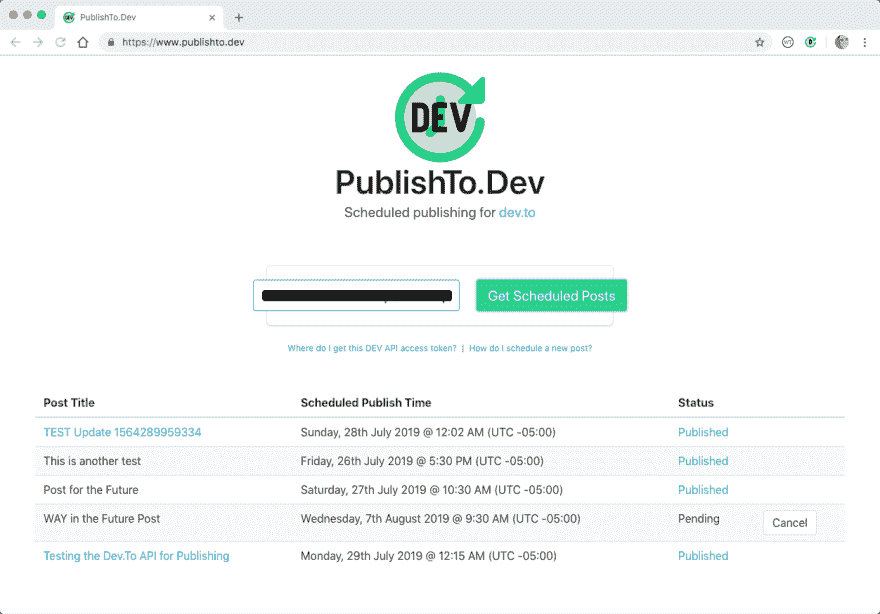 PublishTo.Dev
https://www.publishto.dev
DEV
PublishTo.Dev
Scheduled publishing for dev.to
Get Scheduled Posts
Where do I get this DEV API access token? | How do I schedule a new post?
Post Title Scheduled Publish Time Status
TEST Update 1564289959334 Sunday, 28th July 2019 @ 12:02 AM (UTC -05:00) Published
This is another test Friday, 26th July 2019 @ 5:30 PM (UTC -05:00) Published
Post for the Future Saturday, 27th July 2019 @ 10:30 AM (UTC -05:00) Published
WAY in the Future Post Wednesday, 7th August 2019 @ 9:30 AM (UTC -05:00) Pending Cancel
Testing the Dev.To API for Publishing Monday, 29th July 2019 @ 12:15 AM (UTC -05:00) Published